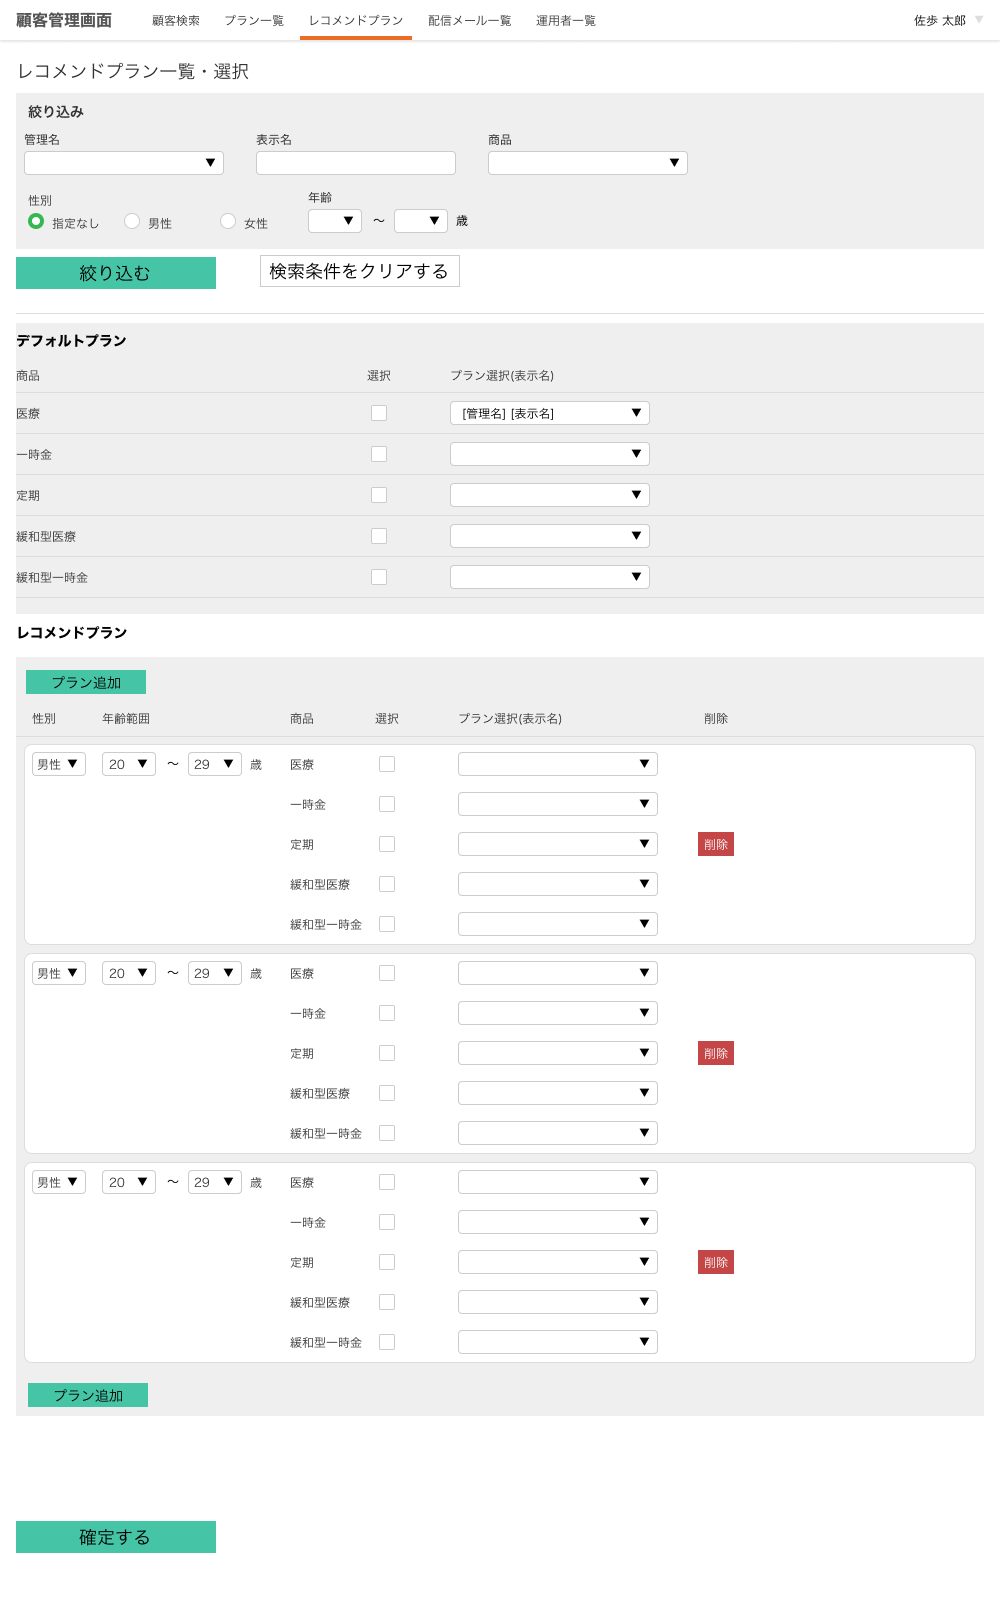 顧客管理画面 顧客検索 プラン一覧 レコメンドプラン 配信メール一覧 運用者一覧 佐歩 太郎 ▼
レコメンドプラン一覧・選択
絞り込み
管理名 表示名 商品
▼ ▼
性別 年齢
指定なし 男性 女性 ▼ 〜 ▼ 歳
絞り込む 検索条件をクリアする
デフォルトプラン
商品 選択 プラン選択(表示名)
医療 [管理名] [表示名] ▼
一時金 ▼
定期 ▼
緩和型医療 ▼
緩和型一時金 ▼
レコメンドプラン
プラン追加
性別 年齢範囲 商品 選択 プラン選択(表示名) 削除
男性 ▼ 20 ▼ 〜 29 ▼ 歳 医療 ▼
一時金 ▼
定期 ▼ 削除
緩和型医療 ▼
緩和型一時金 ▼
男性 ▼ 20 ▼ 〜 29 ▼ 歳 医療 ▼
一時金 ▼
定期 ▼ 削除
緩和型医療 ▼
緩和型一時金 ▼
男性 ▼ 20 ▼ 〜 29 ▼ 歳 医療 ▼
一時金 ▼
定期 ▼ 削除
緩和型医療 ▼
緩和型一時金 ▼
プラン追加
確定する